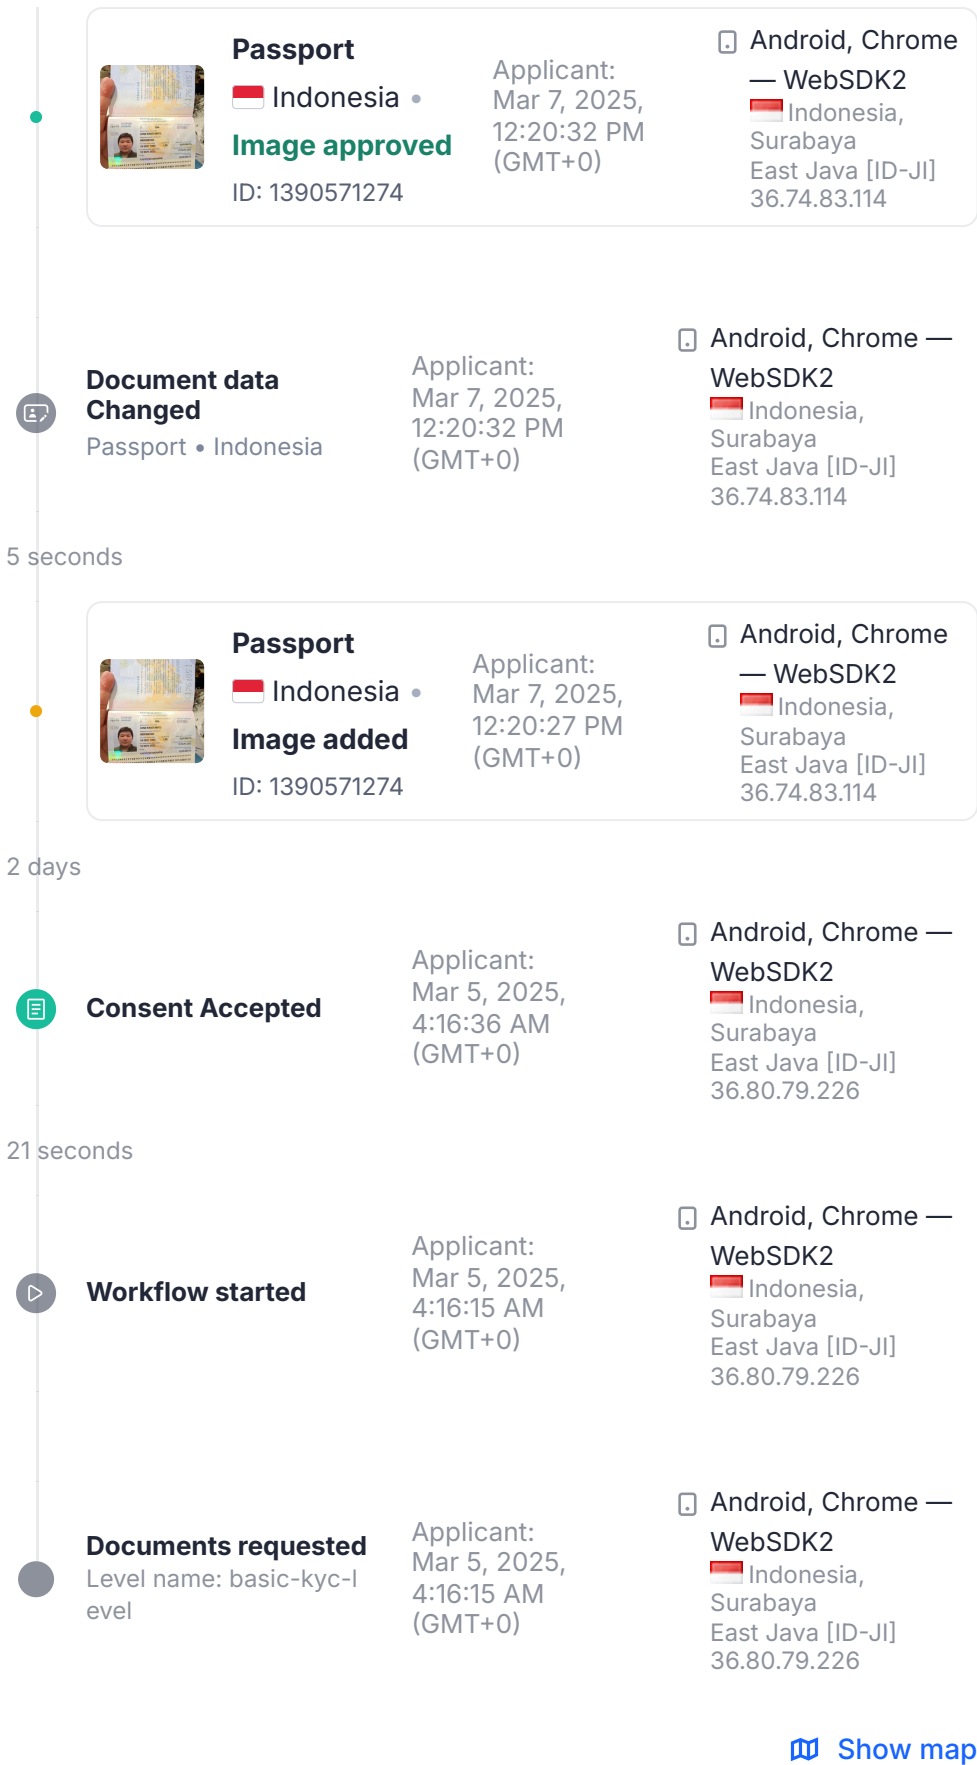 Passport
Indonesia •
Image approved
ID: 1390571274
Applicant:
Mar 7, 2025,
12:20:32 PM
(GMT+0)
Android, Chrome
— WebSDK2
Indonesia,
Surabaya
East Java [ID-JI]
36.74.83.114
Document data
Changed
Passport • Indonesia
Applicant:
Mar 7, 2025,
12:20:32 PM
(GMT+0)
Android, Chrome —
WebSDK2
Indonesia,
Surabaya
East Java [ID-JI]
36.74.83.114
5 seconds
Passport
Indonesia •
Image added
ID: 1390571274
Applicant:
Mar 7, 2025,
12:20:27 PM
(GMT+0)
Android, Chrome
— WebSDK2
Indonesia,
Surabaya
East Java [ID-JI]
36.74.83.114
2 days
Consent Accepted
Applicant:
Mar 5, 2025,
4:16:36 AM
(GMT+0)
Android, Chrome —
WebSDK2
Indonesia,
Surabaya
East Java [ID-JI]
36.80.79.226
21 seconds
Workflow started
Applicant:
Mar 5, 2025,
4:16:15 AM
(GMT+0)
Android, Chrome —
WebSDK2
Indonesia,
Surabaya
East Java [ID-JI]
36.80.79.226
Documents requested
Level name: basic-kyc-l
evel
Applicant:
Mar 5, 2025,
4:16:15 AM
(GMT+0)
Android, Chrome —
WebSDK2
Indonesia,
Surabaya
East Java [ID-JI]
36.80.79.226
Show map